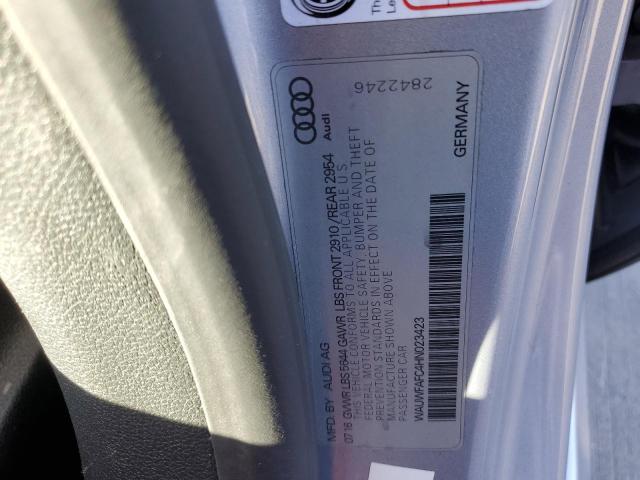 Audi
2842246
MFD. BY AUDI AG
07 16 GVWR LBS 5644 GAWR LBS FRONT 2910 / REAR 2954
THIS VEHICLE CONFORMS TO ALL APPLICABLE U S
FEDERAL MOTOR VEHICLE SAFETY, BUMPER AND THEFT
PREVENTION STANDARDS IN EFFECT ON THE DATE OF
MANUFACTURE SHOWN ABOVE
PASSENGER CAR
WAUWFAFC4HN023423
GERMANY
Th
Le